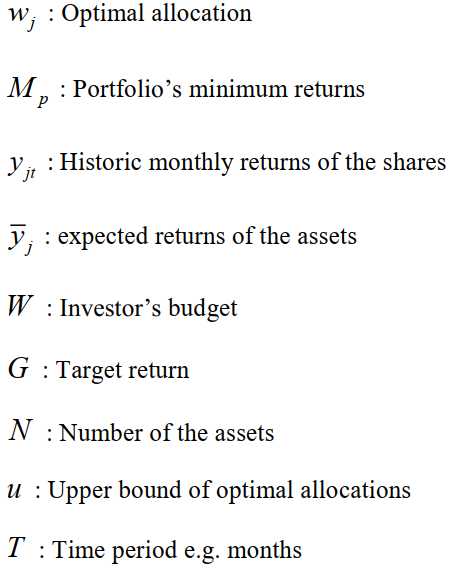 w_j : Optimal allocation
M_p : Portfolio’s minimum returns
y_jt : Historic monthly returns of the shares
ȳ_j : expected returns of the assets
W : Investor’s budget
G : Target return
N : Number of the assets
u : Upper bound of optimal allocations
T : Time period e.g. months